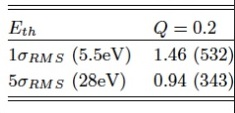 E_th Q = 0.2
1σ_RMS (5.5eV) 1.46 (532)
5σ_RMS (28eV) 0.94 (343)